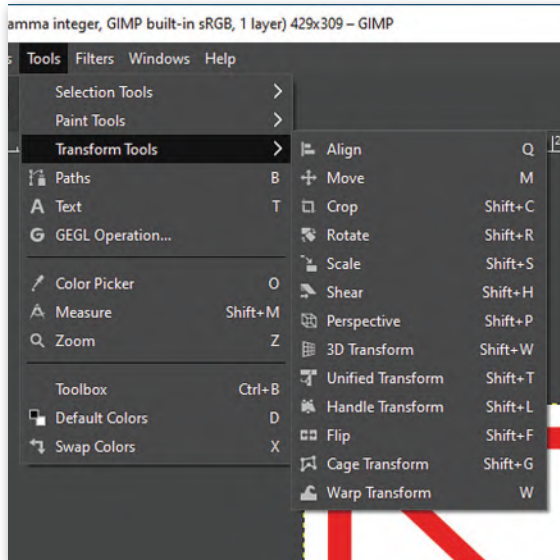 amma integer, GIMP built-in sRGB, 1 layer) 429x309 – GIMP
Tools Filters Windows Help
Selection Tools
Paint Tools
Transform Tools
Paths B
Text T
GEGL Operation...
Color Picker O
Measure Shift+M
Zoom Z
Toolbox Ctrl+B
Default Colors D
Swap Colors X
Align Q
Move M
Crop Shift+C
Rotate Shift+R
Scale Shift+S
Shear Shift+H
Perspective Shift+P
3D Transform Shift+W
Unified Transform Shift+T
Handle Transform Shift+L
Flip Shift+F
Cage Transform Shift+G
Warp Transform W